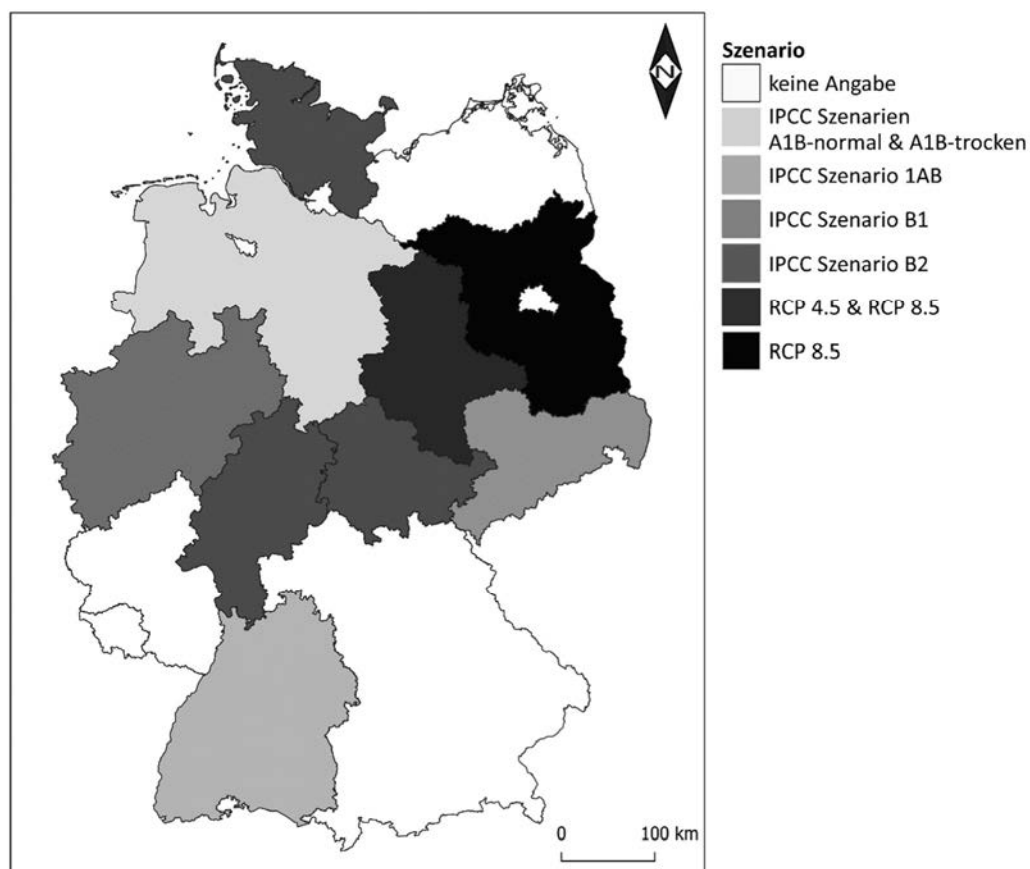 N
Szenario
keine Angabe
IPCC Szenarien
A1B-normal & A1B-trocken
IPCC Szenario 1AB
IPCC Szenario B1
IPCC Szenario B2
RCP 4.5 & RCP 8.5
RCP 8.5
0 100 km